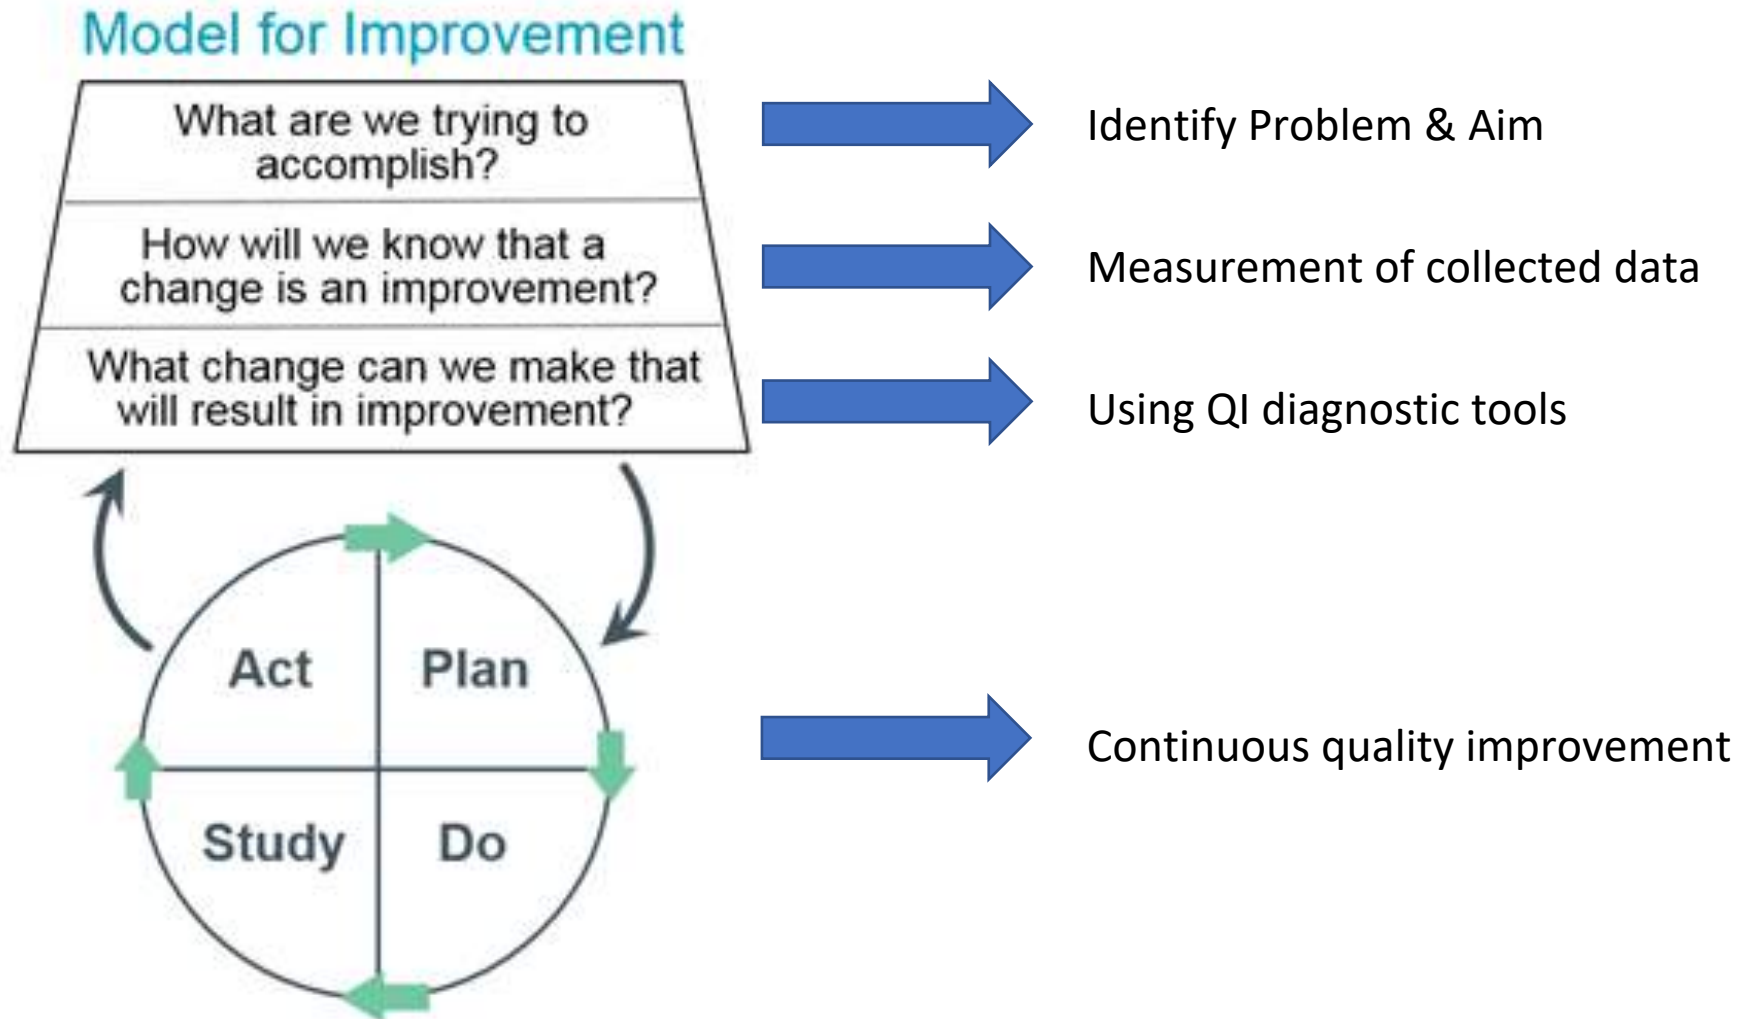 Model for Improvement
What are we trying to
accomplish?
Identify Problem & Aim
How will we know that a
change is an improvement?
Measurement of collected data
What change can we make that
will result in improvement?
Using QI diagnostic tools
Act
Plan
Study
Do
Continuous quality improvement